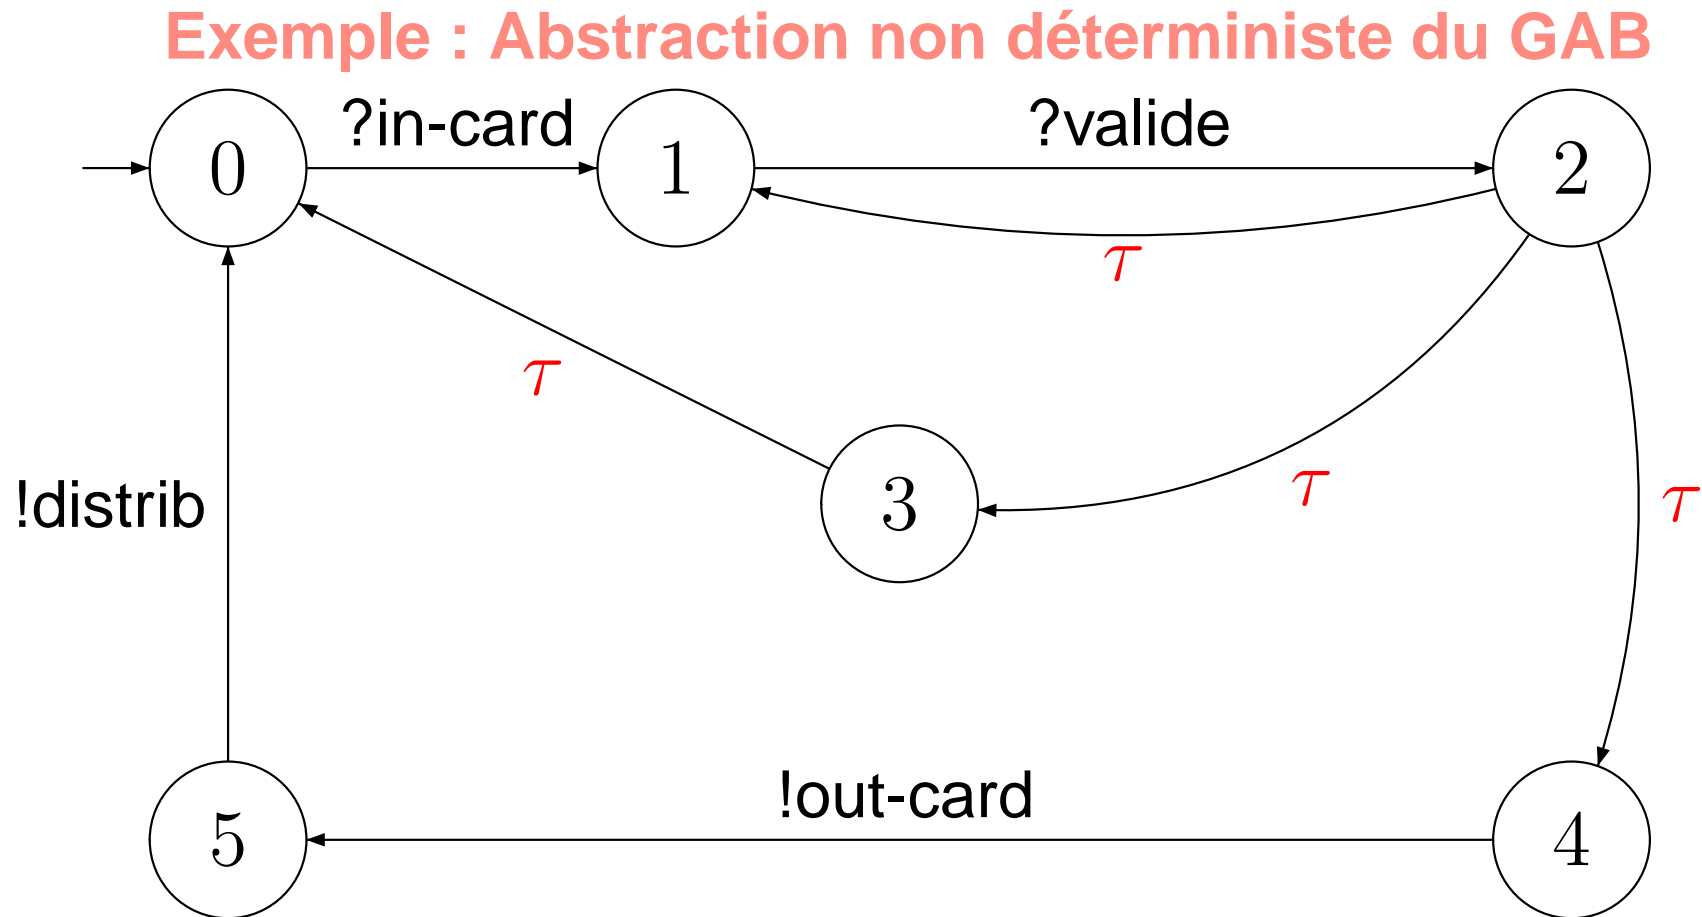 Exemple : Abstraction non déterministe du GAB
?in-card
?valide
0
1
2
τ
τ
!distrib
3
τ
τ
!out-card
5
4